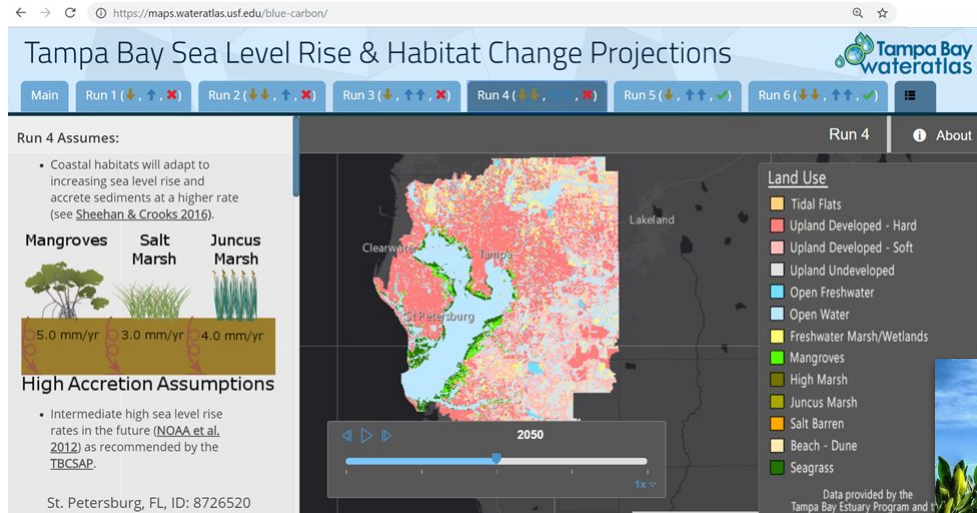 https://maps.wateratlas.usf.edu/blue-carbon/
Tampa Bay Sea Level Rise & Habitat Change Projections
Tampa Bay
wateratlas
Main
Run 1 (↓, ↑, ✖)
Run 2 (↓↓, ↑, ✖)
Run 3 (↓, ↑↑, ✖)
Run 4 (↓↓, ↑↑, ✖)
Run 5 (↓, ↑↑, ✓)
Run 6 (↓↓, ↑↑, ✓)
Run 4 Assumes:
• Coastal habitats will adapt to
increasing sea level rise and
accrete sediments at a higher rate
(see Sheehan & Crooks 2016).
Mangroves
Salt
Marsh
Juncus
Marsh
5.0 mm/yr
3.0 mm/yr
4.0 mm/yr
High Accretion Assumptions
• Intermediate high sea level rise
rates in the future (NOAA et al.
2012) as recommended by the
TBCSAP.
St. Petersburg, FL, ID: 8726520
Run 4
About
Lakeland
Clearwater
Tampa
St Petersburg
2050
1x
Land Use
Tidal Flats
Upland Developed - Hard
Upland Developed - Soft
Upland Undeveloped
Open Freshwater
Open Water
Freshwater Marsh/Wetlands
Mangroves
High Marsh
Juncus Marsh
Salt Barren
Beach - Dune
Seagrass
Data provided by the
Tampa Bay Estuary Program and